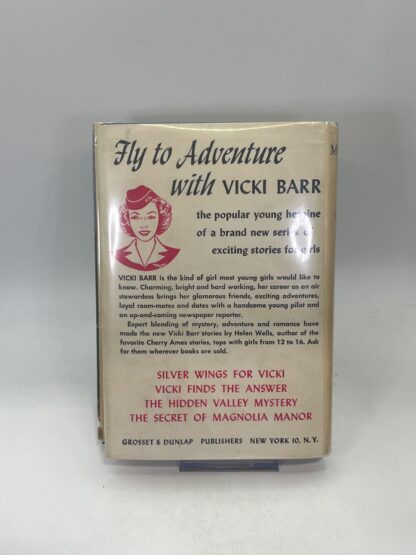 Fly to Adventure
with VICKI BARR
the popular young heroine
of a brand new series of
exciting stories for girls
VICKI BARR is the kind of girl most young girls would like to
know. Charming, bright and hard working, her career as an air
stewardess brings her glamorous friends, exciting adventures,
loyal room-mates and dates with a handsome young pilot and
an up-and-coming newspaper reporter.
Expert blending of mystery, adventure and romance have
made the new Vicki Barr stories by Helen Wells, author of the
favorite Cherry Ames stories, tops with girls from 12 to 16. Ask
for them wherever books are sold.
SILVER WINGS FOR VICKI
VICKI FINDS THE ANSWER
THE HIDDEN VALLEY MYSTERY
THE SECRET OF MAGNOLIA MANOR
GROSSET & DUNLAP PUBLISHERS NEW YORK 10, N. Y.